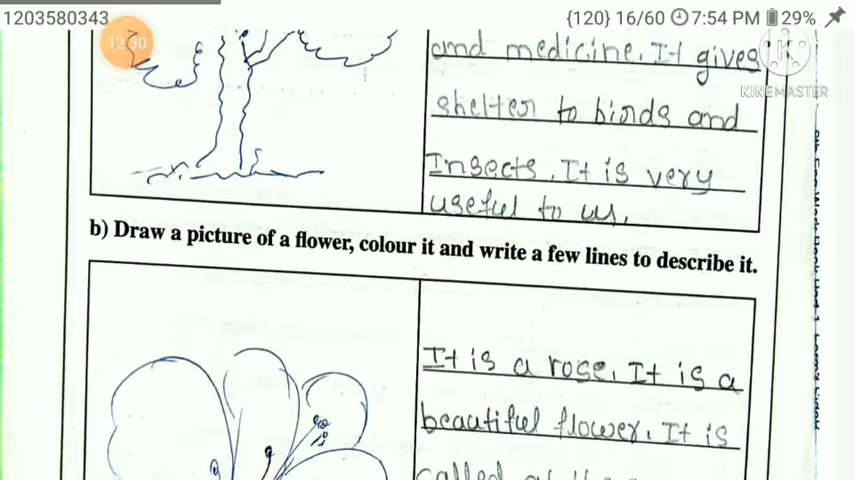 1203580343
{120} 16/60 7:54 PM 29%
12:30
K
KINEMASTER
and medicine. It gives
shelter to birds and
Insects. It is very
useful to us.
b) Draw a picture of a flower, colour it and write a few lines to describe it.
It is a rose. It is a
beautiful flower. It is
called